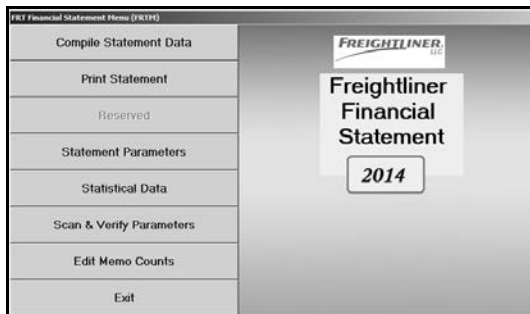 FRT Financial Statement Menu (FRTM)
Compile Statement Data
Print Statement
Reserved
Statement Parameters
Statistical Data
Scan & Verify Parameters
Edit Memo Counts
Exit
FREIGHTLINER
LLC
Freightliner
Financial
Statement
2014